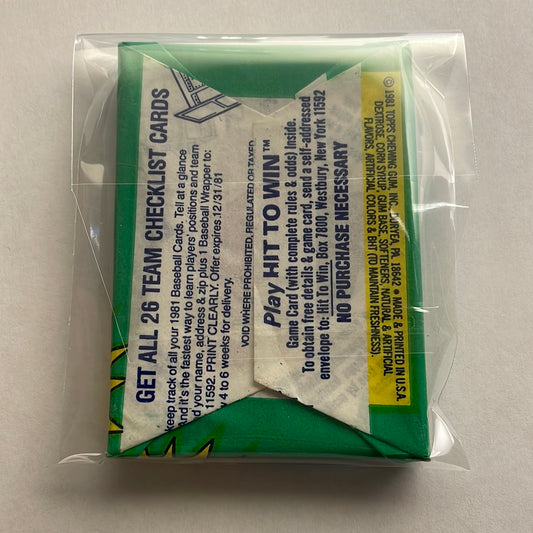 GET ALL 26 TEAM CHECKLIST CARDS
keep track of all your 1981 Baseball Cards. Tell at a glance
And it's the fastest way to learn players' positions and team
d your name, address & zip plus 1 Baseball Wrapper to:
11592. PRINT CLEARLY. Offer expires 12/31/81
4 to 6 weeks for delivery.
VOID WHERE PROHIBITED, REGULATED OR TAXED
Play HIT TO WIN™
Game Card (with complete rules & odds) Inside.
To obtain free details & game card, send a self-addressed
envelope to: Hit To Win, Box 7800, Westbury, New York 11592
NO PURCHASE NECESSARY
© 1981 TOPPS CHEWING GUM, INC., DURYEA, PA. 18642 • MADE & PRINTED IN U.S.A.
DEXTROSE, CORN SYRUP, GUM BASE, SOFTENERS, NATURAL & ARTIFICIAL
FLAVORS, ARTIFICIAL COLORS & BHT (TO MAINTAIN FRESHNESS).